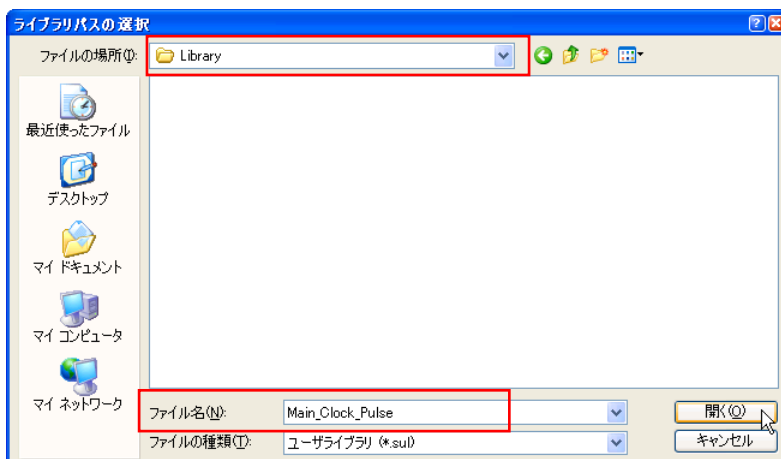 ライブラリパスの選択
ファイルの場所(I):
Library
最近使ったファイル
デスクトップ
マイ ドキュメント
マイ コンピュータ
マイ ネットワーク
ファイル名(N):
Main_Clock_Pulse
開く(O)
ファイルの種類(T):
ユーザライブラリ (*.sul)
キャンセル